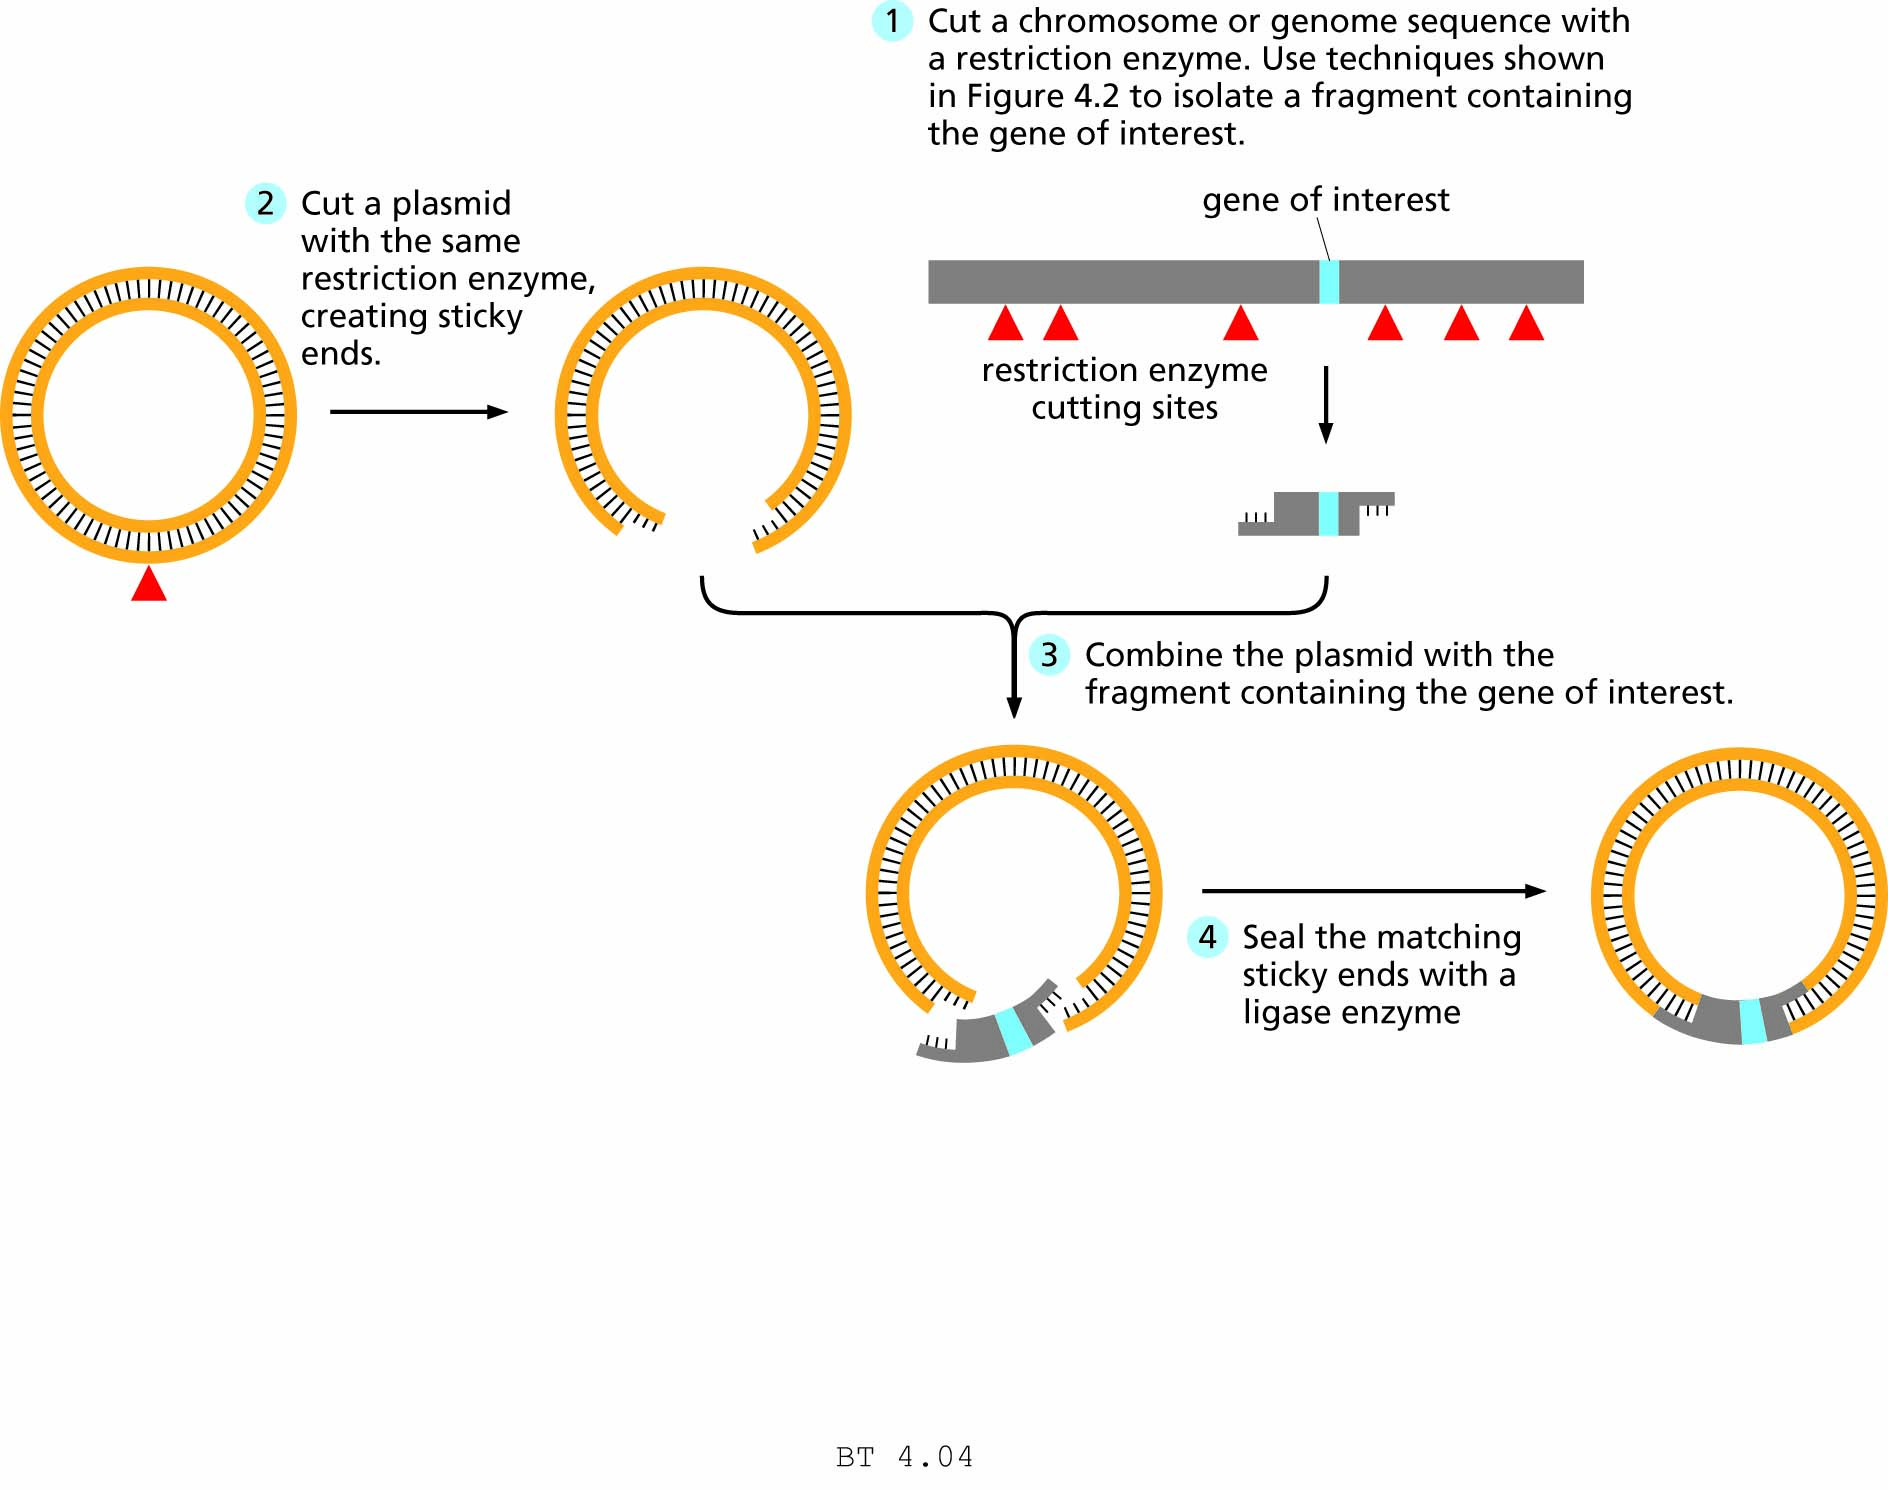 1 Cut a chromosome or genome sequence with
a restriction enzyme. Use techniques shown
in Figure 4.2 to isolate a fragment containing
the gene of interest.
gene of interest
restriction enzyme
cutting sites
2 Cut a plasmid
with the same
restriction enzyme,
creating sticky
ends.
3 Combine the plasmid with the
fragment containing the gene of interest.
4 Seal the matching
sticky ends with a
ligase enzyme
BT 4.04